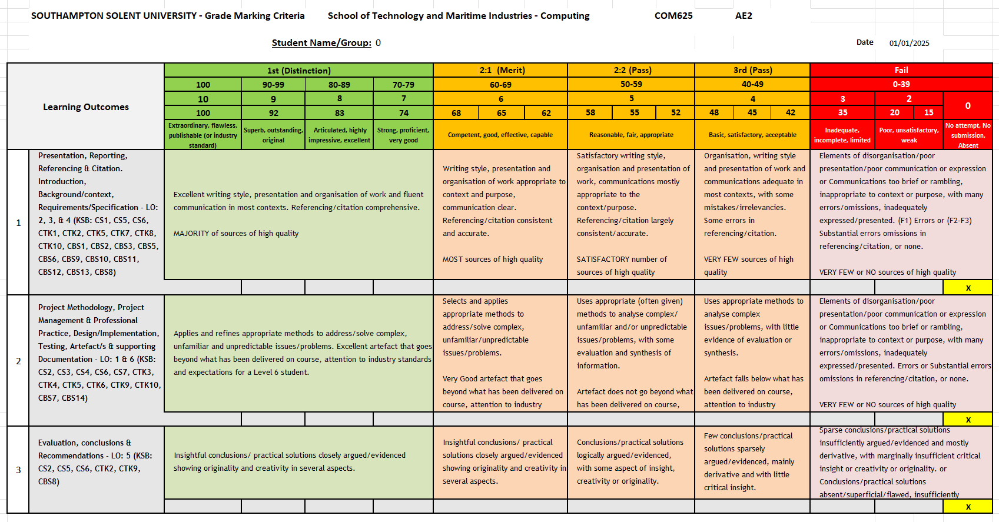 SOUTHAMPTON SOLENT UNIVERSITY - Grade Marking Criteria School of Technology and Maritime Industries - Computing COM625 AE2
Student Name/Group: 0 Date 01/01/2025
Learning Outcomes
1st (Distinction) 2:1 (Merit) 2:2 (Pass) 3rd (Pass) Fail
100 90-99 80-89 70-79 60-69 50-59 40-49 0-39
10 9 8 7 6 5 4 3 2 0
100 92 83 74 68 65 62 58 55 52 48 45 42 35 20 15
Extraordinary, flawless,
publishable (or industry
standard)
Superb, outstanding,
original
Articulated, highly
impressive, excellent
Strong, proficient,
very good
Competent, good, effective, capable
Reasonable, fair, appropriate
Basic, satisfactory, acceptable
Inadequate,
incomplete, limited
Poor, unsatisfactory,
weak
No attempt, No
submission,
Absent
1
Presentation, Reporting,
Referencing & Citation.
Introduction,
Background/context,
Requirements/Specification - LO:
2, 3, & 4 (KSB: CS1, CS5, CS6,
CTK1, CTK2, CTK5, CTK7, CTK8,
CTK10, CBS1, CBS2, CBS3, CBS5,
CBS6, CBS9, CBS10, CBS11,
CBS12, CBS13, CBS8)
Excellent writing style, presentation and organisation of work and fluent
communication in most contexts. Referencing/citation comprehensive.
MAJORITY of sources of high quality
Writing style, presentation and
organisation of work appropriate to
context and purpose,
communication clear.
Referencing/citation consistent
and accurate.
MOST sources of high quality
Satisfactory writing style,
organisation and presentation of
work, communications mostly
appropriate to the
context/purpose.
Referencing/citation largely
consistent/accurate.
SATISFACTORY number of
sources of high quality
Organisation, writing style
and presentation of work and
communications adequate in
most contexts, with some
mistakes/irrelevancies.
Some errors in
referencing/citation.
VERY FEW sources of high
quality
Elements of disorganisation/poor
presentation/poor communication or expression
or Communications too brief or rambling,
inappropriate to context or purpose, with many
errors/omissions, inadequately
expressed/presented. (F1) Errors or (F2-F3)
Substantial errors omissions in
referencing/citation, or none.
VERY FEW or NO sources of high quality
X
2
Project Methodology, Project
Management & Professional
Practice, Design/Implementation,
Testing, Artefact/s & supporting
Documentation - LO: 1 & 6 (KSB:
CS2, CS3, CS4, CS6, CS7, CTK3,
CTK4, CTK5, CTK6, CTK9, CTK10,
CBS7, CBS14)
Applies and refines appropriate methods to address/solve complex,
unfamiliar and unpredictable issues/problems. Excellent artefact that goes
beyond what has been delivered on course, attention to industry standards
and expectations for a Level 6 student.
Selects and applies
appropriate methods to
address/solve complex,
unfamiliar/unpredictable
issues/problems.
Very Good artefact that goes
beyond what has been delivered on
course, attention to industry
Uses appropriate (often given)
methods to analyse complex/
unfamiliar and/or unpredictable
issues/problems, with some
evaluation and synthesis of
information.
Artefact does not go beyond what
has been delivered on course,
Uses appropriate methods to
analyse complex
issues/problems, with little
evidence of evaluation or
synthesis.
Artefact falls below what has
been delivered on course,
attention to industry
Elements of disorganisation/poor
presentation/poor communication or expression
or Communications too brief or rambling,
inappropriate to context or purpose, with many
errors/omissions, inadequately
expressed/presented. Errors or Substantial errors
omissions in referencing/citation, or none.
VERY FEW or NO sources of high quality
X
3
Evaluation, conclusions &
Recommendations - LO: 5 (KSB:
CS2, CS5, CS6, CTK2, CTK9,
CBS8)
Insightful conclusions/ practical solutions closely argued/evidenced
showing originality and creativity in several aspects.
Insightful conclusions/ practical
solutions closely argued/evidenced
showing originality and creativity in
several aspects.
Conclusions/practical solutions
logically argued/evidenced,
with some aspect of insight,
creativity or originality.
Few conclusions/practical
solutions sparsely
argued/evidenced, mainly
derivative and with little
critical insight.
Sparse conclusions/practical solutions
insufficiently argued/evidenced and mostly
derivative, with marginally insufficient critical
insight or creativity or originality. or
Conclusions/practical solutions
absent/superficial/flawed, insufficiently
X